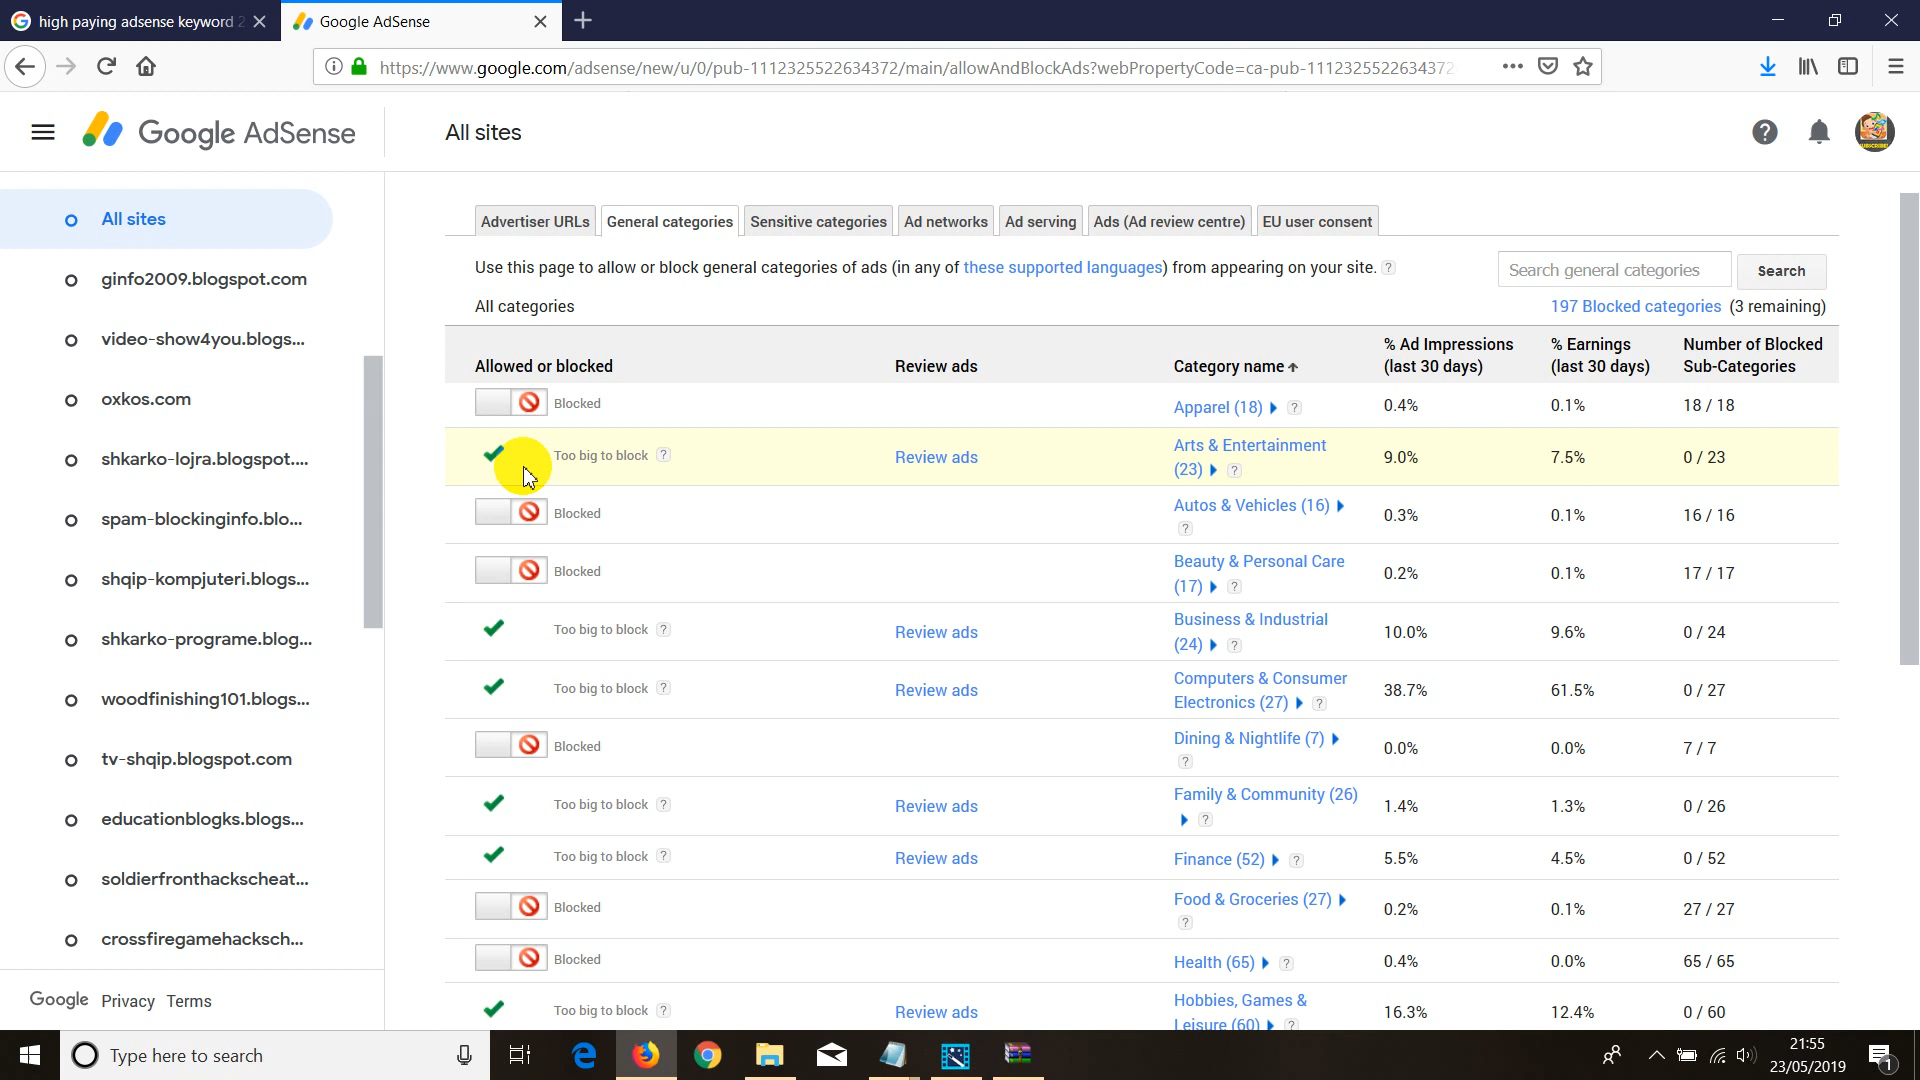 high paying adsense keyword 2
Google AdSense
https://www.google.com/adsense/new/u/0/pub-1112325522634372/main/allowAndBlockAds?webPropertyCode=ca-pub-1112325522634372
Google AdSense
All sites
All sites
ginfo2009.blogspot.com
video-show4you.blogs...
oxkos.com
shkarko-lojra.blogspot....
spam-blockinginfo.blo...
shqip-kompjuteri.blogs...
shkarko-programe.blog...
woodfinishing101.blogs...
tv-shqip.blogspot.com
educationblogks.blogs...
soldierfronthackscheat...
crossfiregamehacksch...
Google Privacy Terms
Advertiser URLs General categories Sensitive categories Ad networks Ad serving Ads (Ad review centre) EU user consent
Use this page to allow or block general categories of ads (in any of these supported languages) from appearing on your site. ?
Search general categories Search
All categories
197 Blocked categories (3 remaining)
Allowed or blocked Review ads Category name % Ad Impressions (last 30 days) % Earnings (last 30 days) Number of Blocked Sub-Categories
Blocked Apparel (18) ? 0.4% 0.1% 18 / 18
Too big to block ? Review ads Arts & Entertainment (23) ? 9.0% 7.5% 0 / 23
Blocked Autos & Vehicles (16) ? 0.3% 0.1% 16 / 16
Blocked Beauty & Personal Care (17) ? 0.2% 0.1% 17 / 17
Too big to block ? Review ads Business & Industrial (24) ? 10.0% 9.6% 0 / 24
Too big to block ? Review ads Computers & Consumer Electronics (27) ? 38.7% 61.5% 0 / 27
Blocked Dining & Nightlife (7) ? 0.0% 0.0% 7 / 7
Too big to block ? Review ads Family & Community (26) ? 1.4% 1.3% 0 / 26
Too big to block ? Review ads Finance (52) ? 5.5% 4.5% 0 / 52
Blocked Food & Groceries (27) ? 0.2% 0.1% 27 / 27
Blocked Health (65) ? 0.4% 0.0% 65 / 65
Too big to block ? Review ads Hobbies, Games & Leisure (60) ? 16.3% 12.4% 0 / 60
Type here to search
21:55
23/05/2019
1